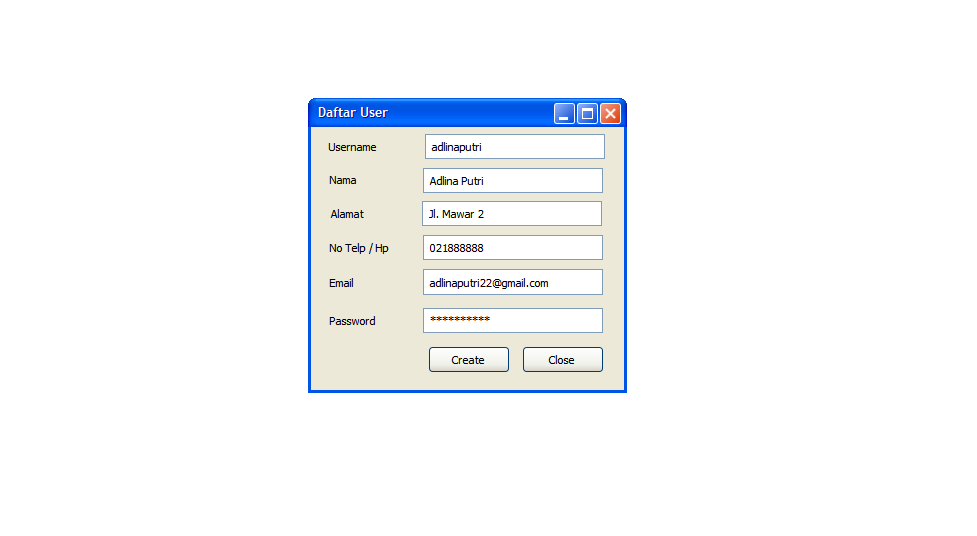 Daftar User
Username adlinaputri
Nama Adlina Putri
Alamat Jl. Mawar 2
No Telp / Hp 021888888
Email adlinaputri22@gmail.com
Password **********
Create Close